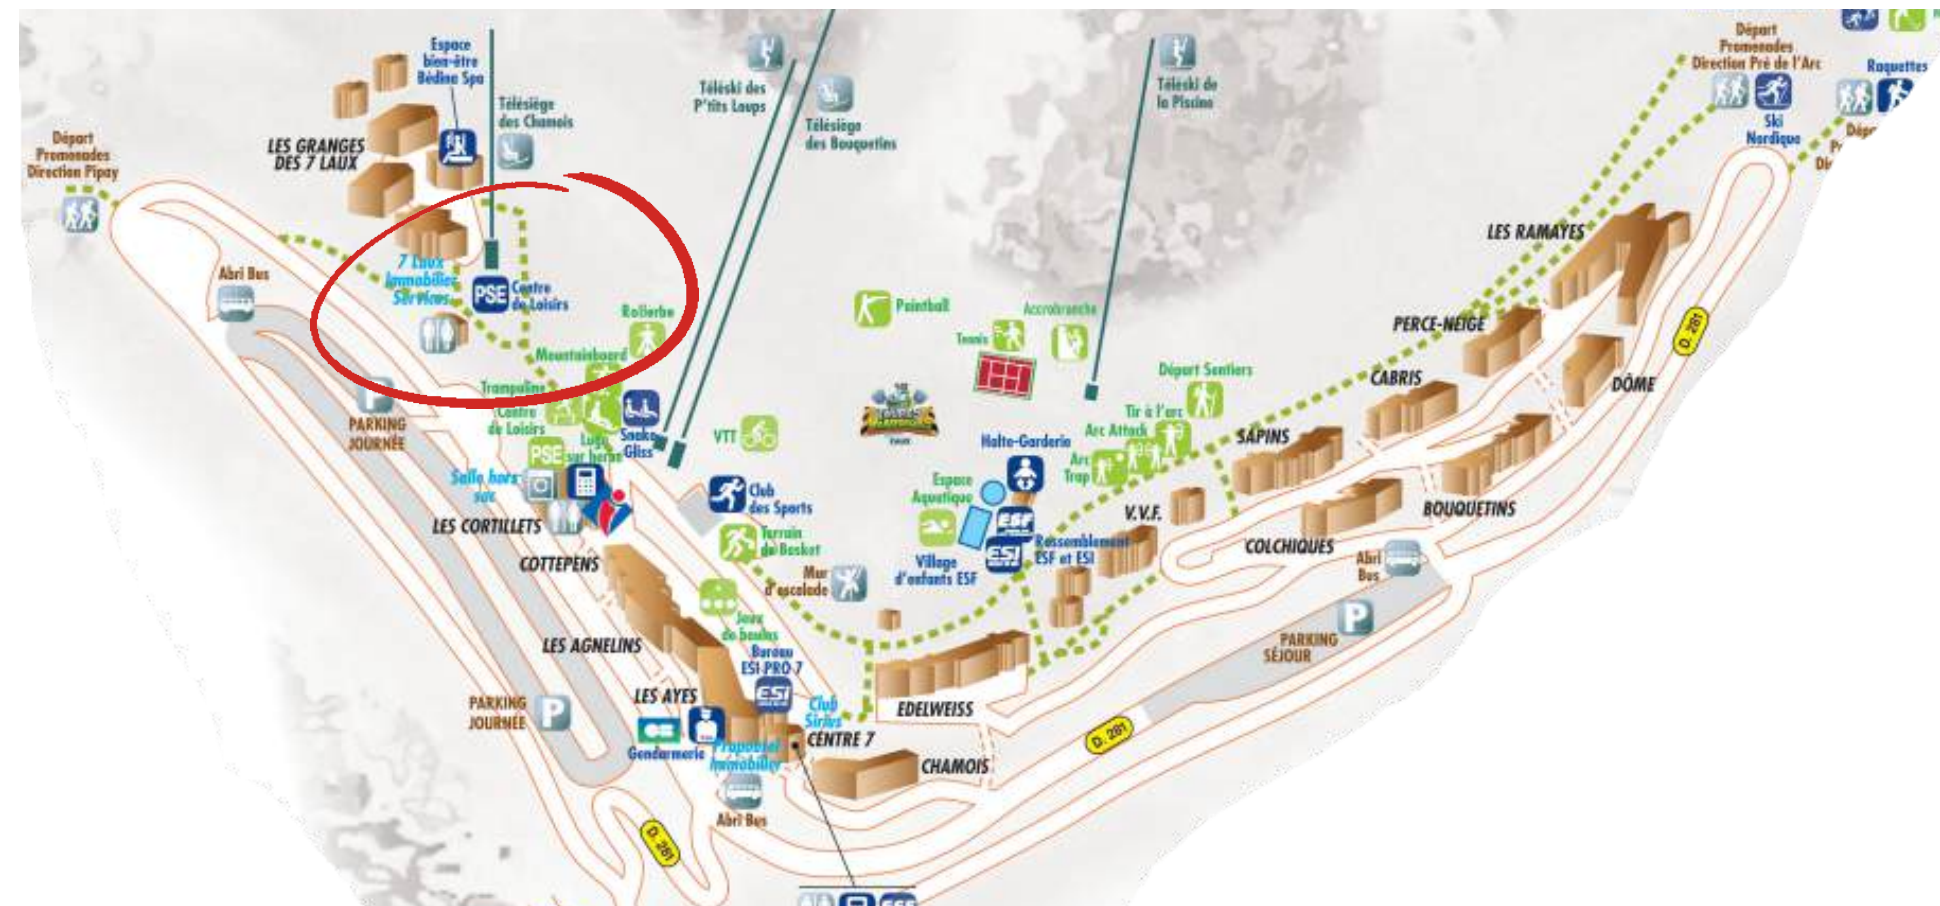 Espace
bien-être
Bédina Spa
Télésiège
des Chamois
LES GRANGES
DES 7 LAUX
Départ
Promenades
Direction Pipay
Abri Bus
7 Laux
Immobilier
Services
PSE
Centre
de Loisirs
Rollerbe
Mountainboard
Trampoline
Centre
de Loisirs
PSE
Luge
sur herbe
Snake
Gliss
Salle hors
sac
PARKING
JOURNÉE
P
LES CORTILLETS
COTTEPENS
LES AGNELINS
LES AYES
PARKING
JOURNÉE
P
Gendarmerie
Propobject
Immobilier
Abri Bus
D. 281
Téléski des
P'tits Loups
Télésiège
des Bouquetins
Téléski de
la Piscine
Paintball
Tennis
Accrobranche
VTT
Club
des Sports
Terrain
de Basket
Mur
d'escalade
Jeux
de boules
Bureau
ESI-PRO 7
ESI
Club
Sirius
CENTRE 7
CHAMOIS
EDELWEISS
Halte-Garderie
Espace
Aquatique
ESF
ESI
Rassemblement
ESF et ESI
Village
d'enfants ESF
Départ Sentiers
Tir à l'arc
Arc Attack
Arc
Trap
V.V.F.
SAPINS
CABRIS
PERCE-NEIGE
LES RAMAYES
DÔME
BOUQUETINS
COLCHIQUES
Abri
Bus
P
PARKING
SÉJOUR
D. 281
D. 281
Départ
Promenades
Direction Pré de l'Arc
Ski
Nordique
Raquettes